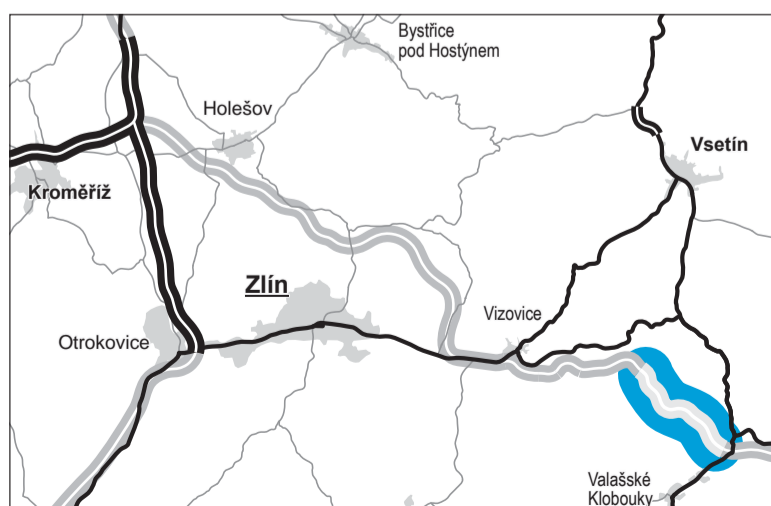 Bystřice
pod Hostýnem
Holešov
Vsetín
Kroměříž
Zlín
Vizovice
Otrokovice
Valašské
Klobouky